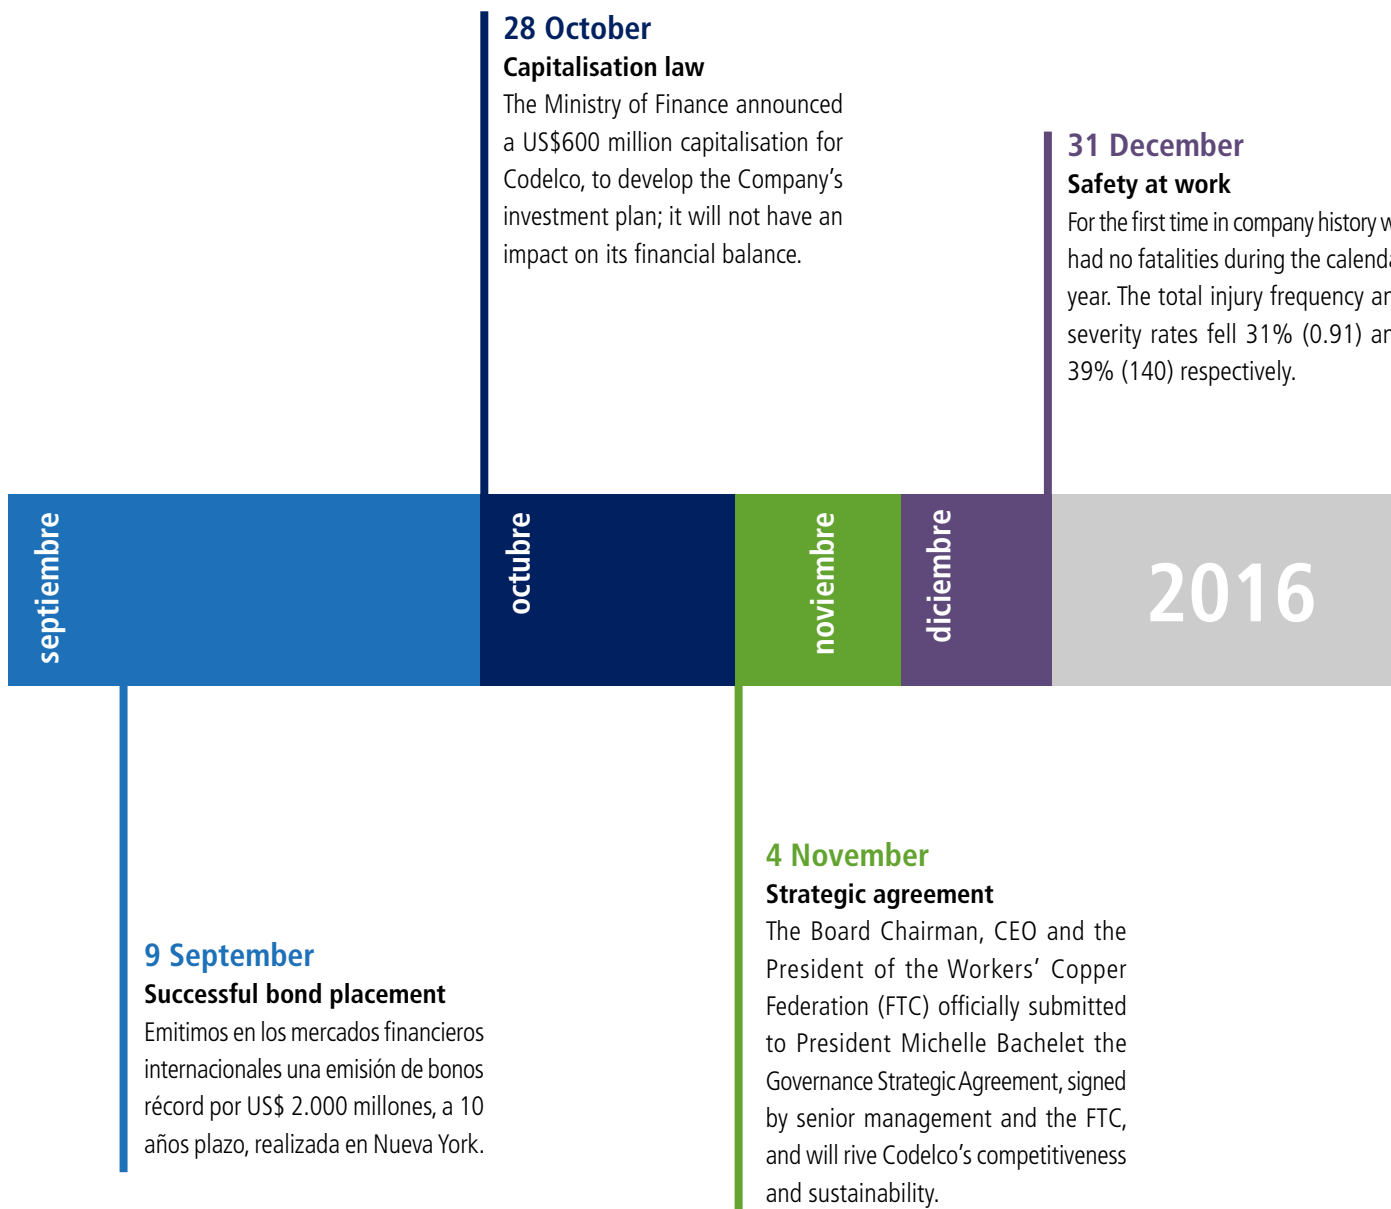 28 October
Capitalisation law
The Ministry of Finance announced
a US$600 million capitalisation for
Codelco, to develop the Company’s
investment plan; it will not have an
impact on its financial balance.
31 December
Safety at work
For the first time in company history
had no fatalities during the
year. The total injury frequency
severity rates fell 31% (0.91)
39% (140) respectively.
septiembre
octubre
noviembre
diciembre
2016
9 September
Successful bond placement
Emitimos en los mercados financieros
internacionales una emisión de bonos
récord por US$ 2.000 millones, a 10
años plazo, realizada en Nueva York.
4 November
Strategic agreement
The Board Chairman, CEO and the
President of the Workers’ Copper
Federation (FTC) officially submitted
to President Michelle Bachelet the
Governance Strategic Agreement, signed
by senior management and the FTC,
and will rive Codelco’s competitiveness
and sustainability.